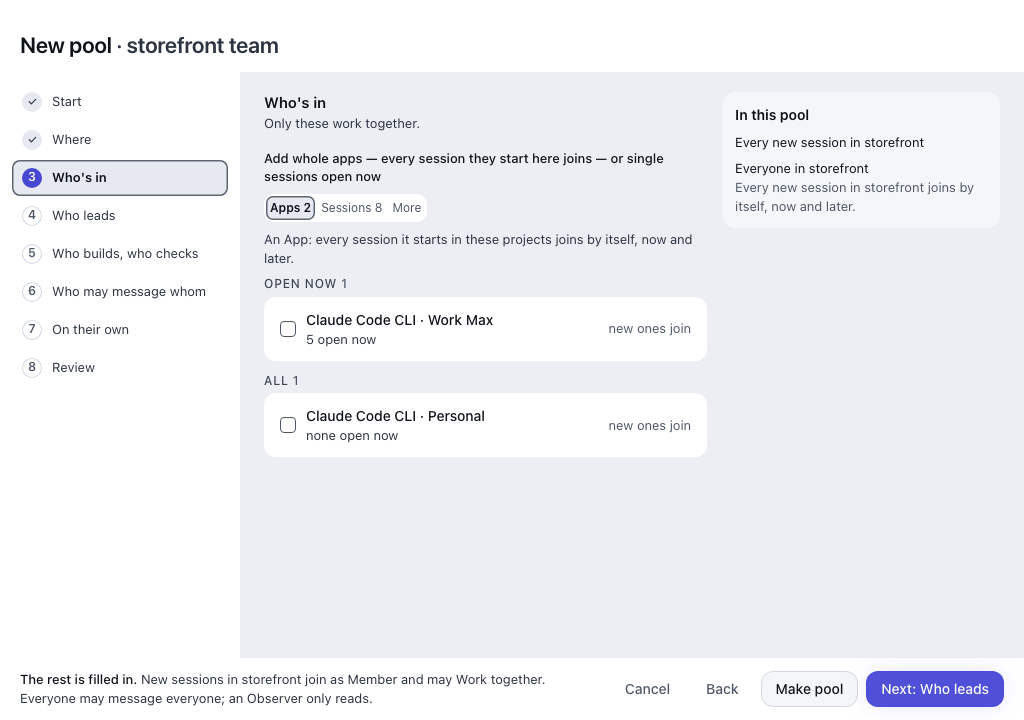 New pool · storefront team
Start
Where
3 Who's in
4 Who leads
5 Who builds, who checks
6 Who may message whom
7 On their own
8 Review
Who's in
Only these work together.
Add whole apps — every session they start here joins — or single
sessions open now
Apps 2 Sessions 8 More
An App: every session it starts in these projects joins by itself, now and
later.
OPEN NOW 1
Claude Code CLI · Work Max
5 open now
new ones join
ALL 1
Claude Code CLI · Personal
none open now
new ones join
In this pool
Every new session in storefront
Everyone in storefront
Every new session in storefront joins by
itself, now and later.
The rest is filled in. New sessions in storefront join as Member and may Work together.
Everyone may message everyone; an Observer only reads.
Cancel
Back
Make pool
Next: Who leads